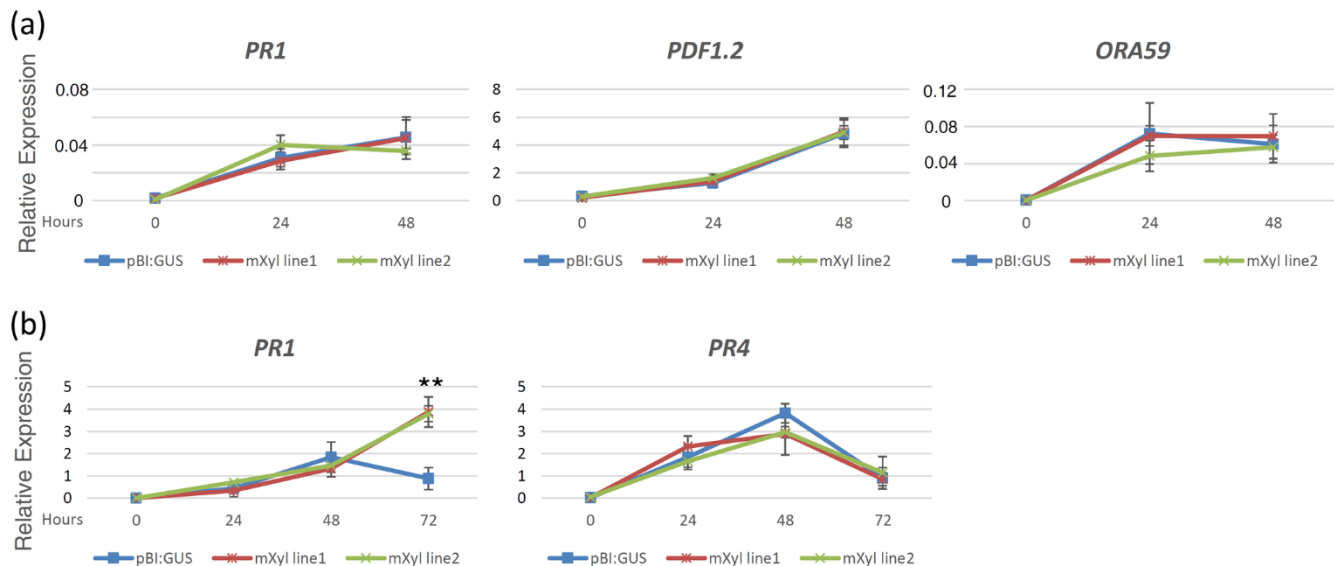 (a)
PR1 PDF1.2 ORA59
Relative Expression
0.08 8 0.12
6 0.08
0.04 4 0.04
2
0 0 0
Hours 0 24 48 0 24 48 0 24 48
pBI:GUS mXyl line1 mXyl line2 pBI:GUS mXyl line1 mXyl line2 pBI:GUS mXyl line1 mXyl line2
(b)
PR1 PR4
Relative Expression
**
5 5
4 4
3 3
2 2
1 1
0 0
Hours 0 24 48 72 0 24 48 72
pBI:GUS mXyl line1 mXyl line2 pBI:GUS mXyl line1 mXyl line2